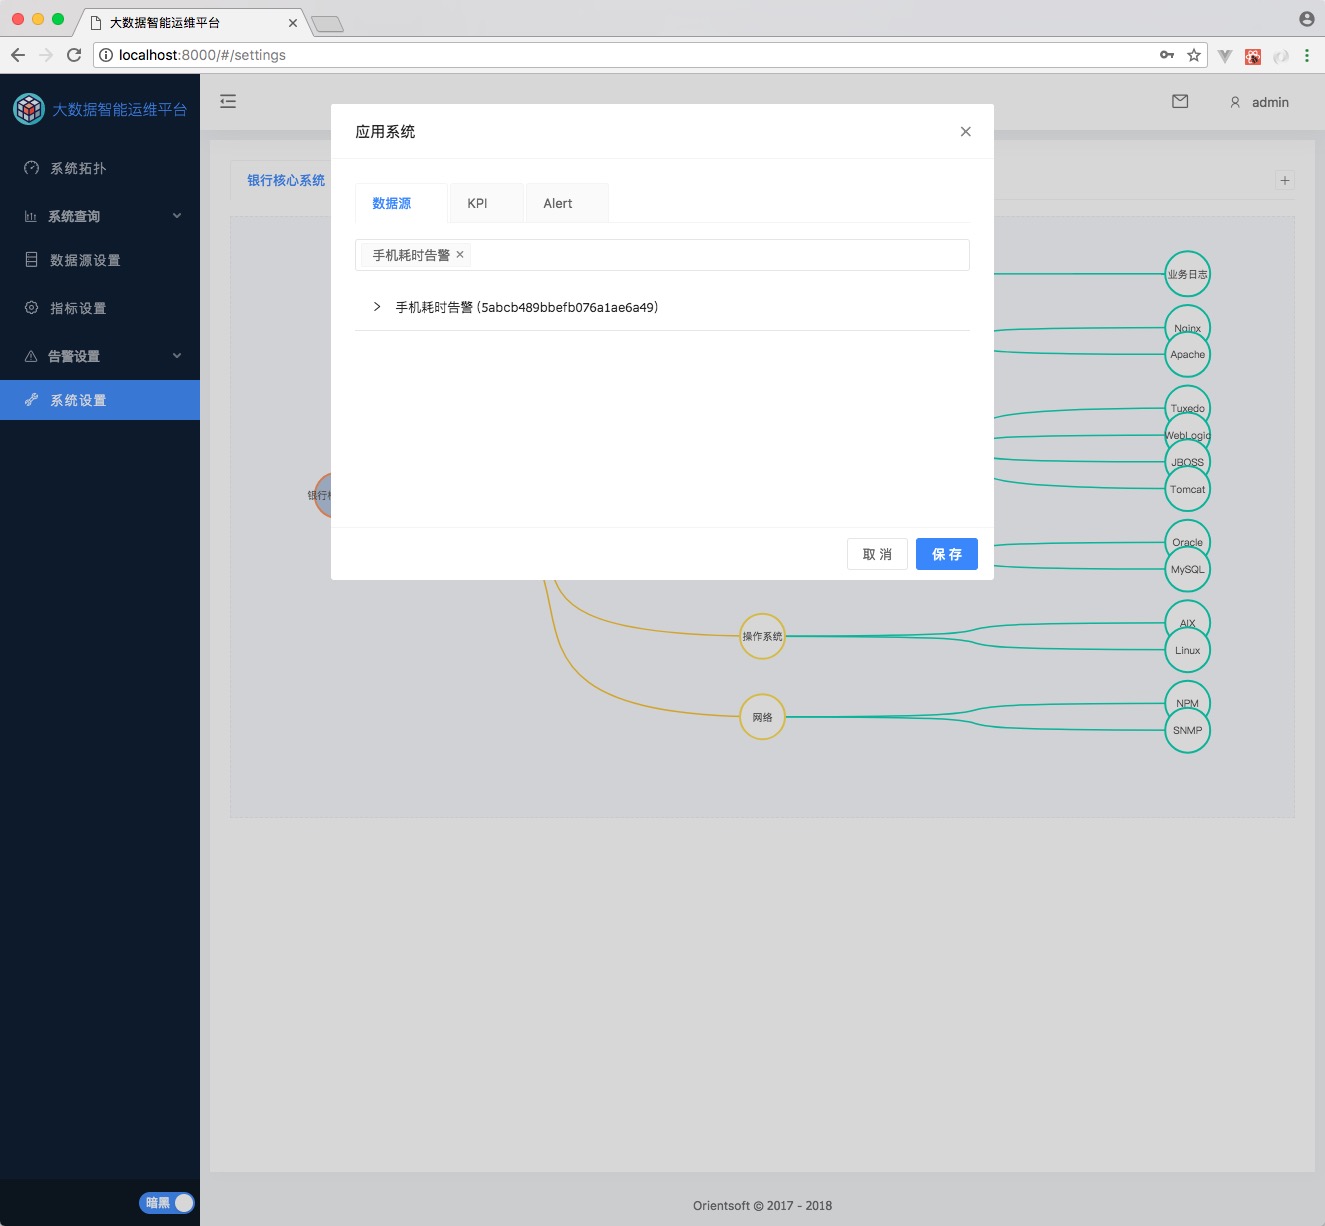 大数据智能运维平台
localhost:8000/#/settings
大数据智能运维平台
admin
系统拓扑
系统查询
数据源设置
指标设置
告警设置
系统设置
暗黑
银行核心系统
应用系统
数据源
KPI
Alert
手机耗时告警
手机耗时告警 (5abcb489bbefb076a1ae6a49)
取 消
保 存
银行
业务日志
Nginx
Apache
Tuxedo
WebLogic
JBOSS
Tomcat
Oracle
MySQL
操作系统
AIX
Linux
网络
NPM
SNMP
Orientsoft © 2017 - 2018